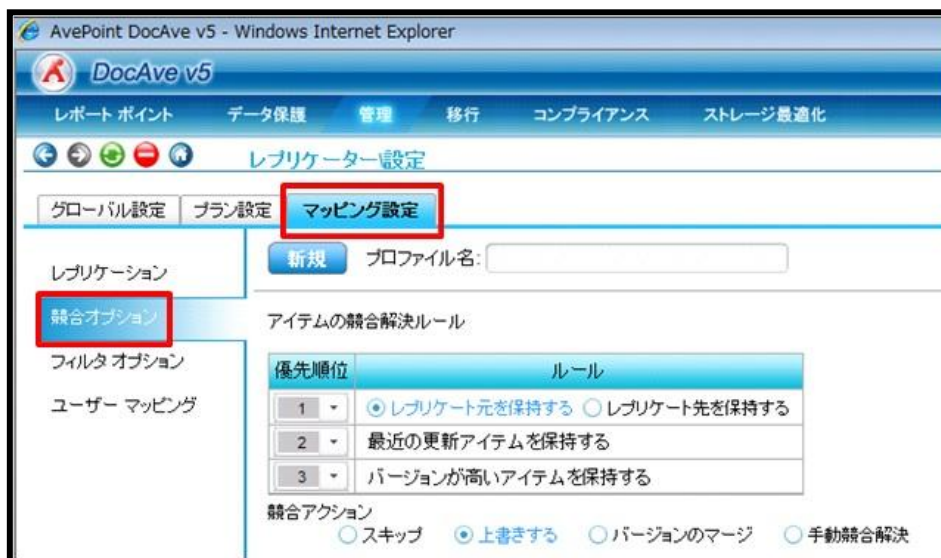 AvePoint DocAve v5 - Windows Internet Explorer
DocAve v5
レポート ポイント データ保護 管理 移行 コンプライアンス ストレージ最適化
レプリケーター\設定
グローバル設定 プラン設定 マッピング設定
新規 プロファイル名:
レプリケーション
競合オプション
フィルタ オプション
ユーザー マッピング
アイテムの競合解決ルール
優先順位 ルール
1 レプリケート元を保持する レプリケート先を保持する
2 最近の更新アイテムを保持する
3 バージョンが高いアイテムを保持する
競合アクション
スキップ 上書きする バージョンのマージ 手動競合解決